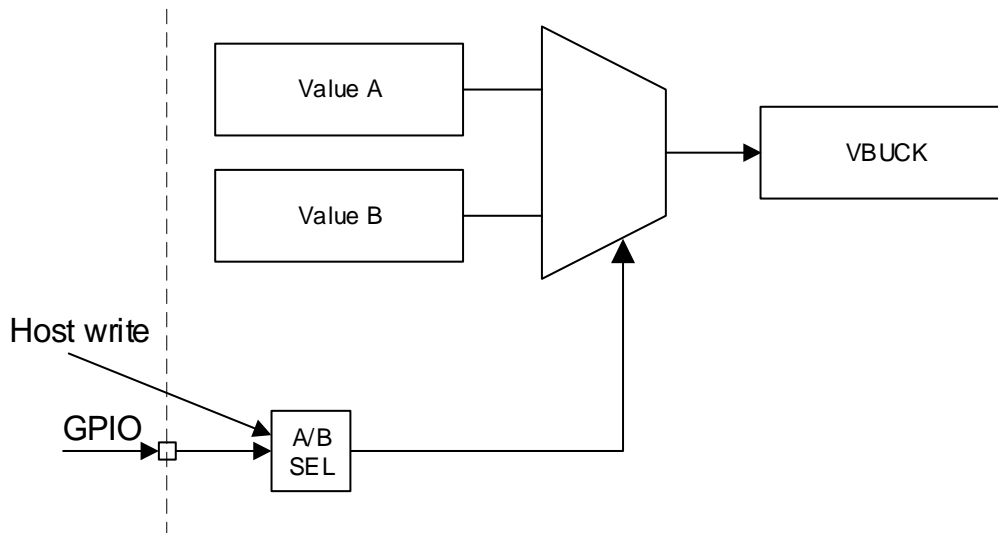 Value A
VBUCK
Value B
Host write
GPIO
A/B
SEL